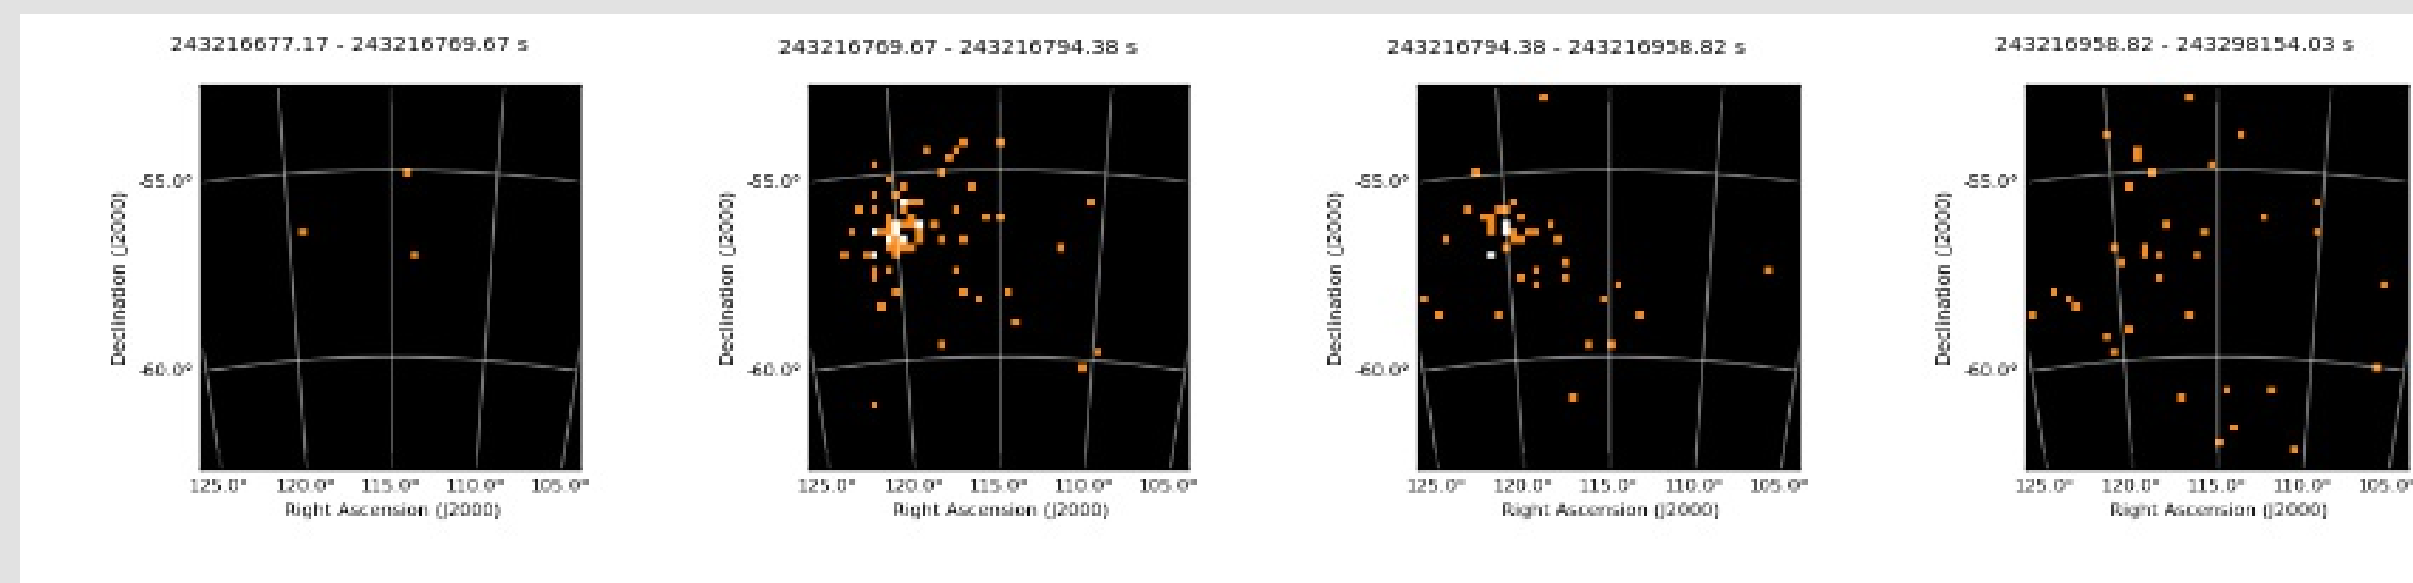 243216677.17 - 243216769.67 s
243216769.67 - 243216794.38 s
243216794.38 - 243216958.82 s
243216958.82 - 243298154.03 s
Declination (J2000)
-55.0°
-60.0°
125.0° 120.0° 115.0° 110.0° 105.0°
Right Ascension (J2000)
Declination (J2000)
-55.0°
-60.0°
125.0° 120.0° 115.0° 110.0° 105.0°
Right Ascension (J2000)
Declination (J2000)
-55.0°
-60.0°
125.0° 120.0° 115.0° 110.0° 105.0°
Right Ascension (J2000)
Declination (J2000)
-55.0°
-60.0°
125.0° 120.0° 115.0° 110.0° 105.0°
Right Ascension (J2000)